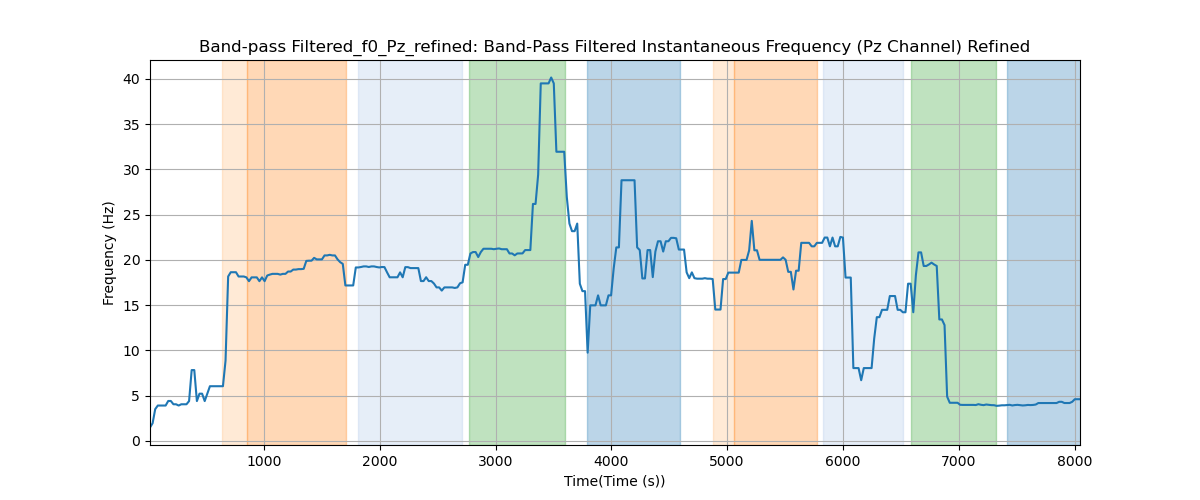 Band-pass Filtered_f0_Pz_refined: Band-Pass Filtered Instantaneous Frequency (Pz Channel) Refined
40
35
30
25
20
15
10
5
0
Frequency (Hz)
1000 2000 3000 4000 5000 6000 7000 8000
Time(Time (s))